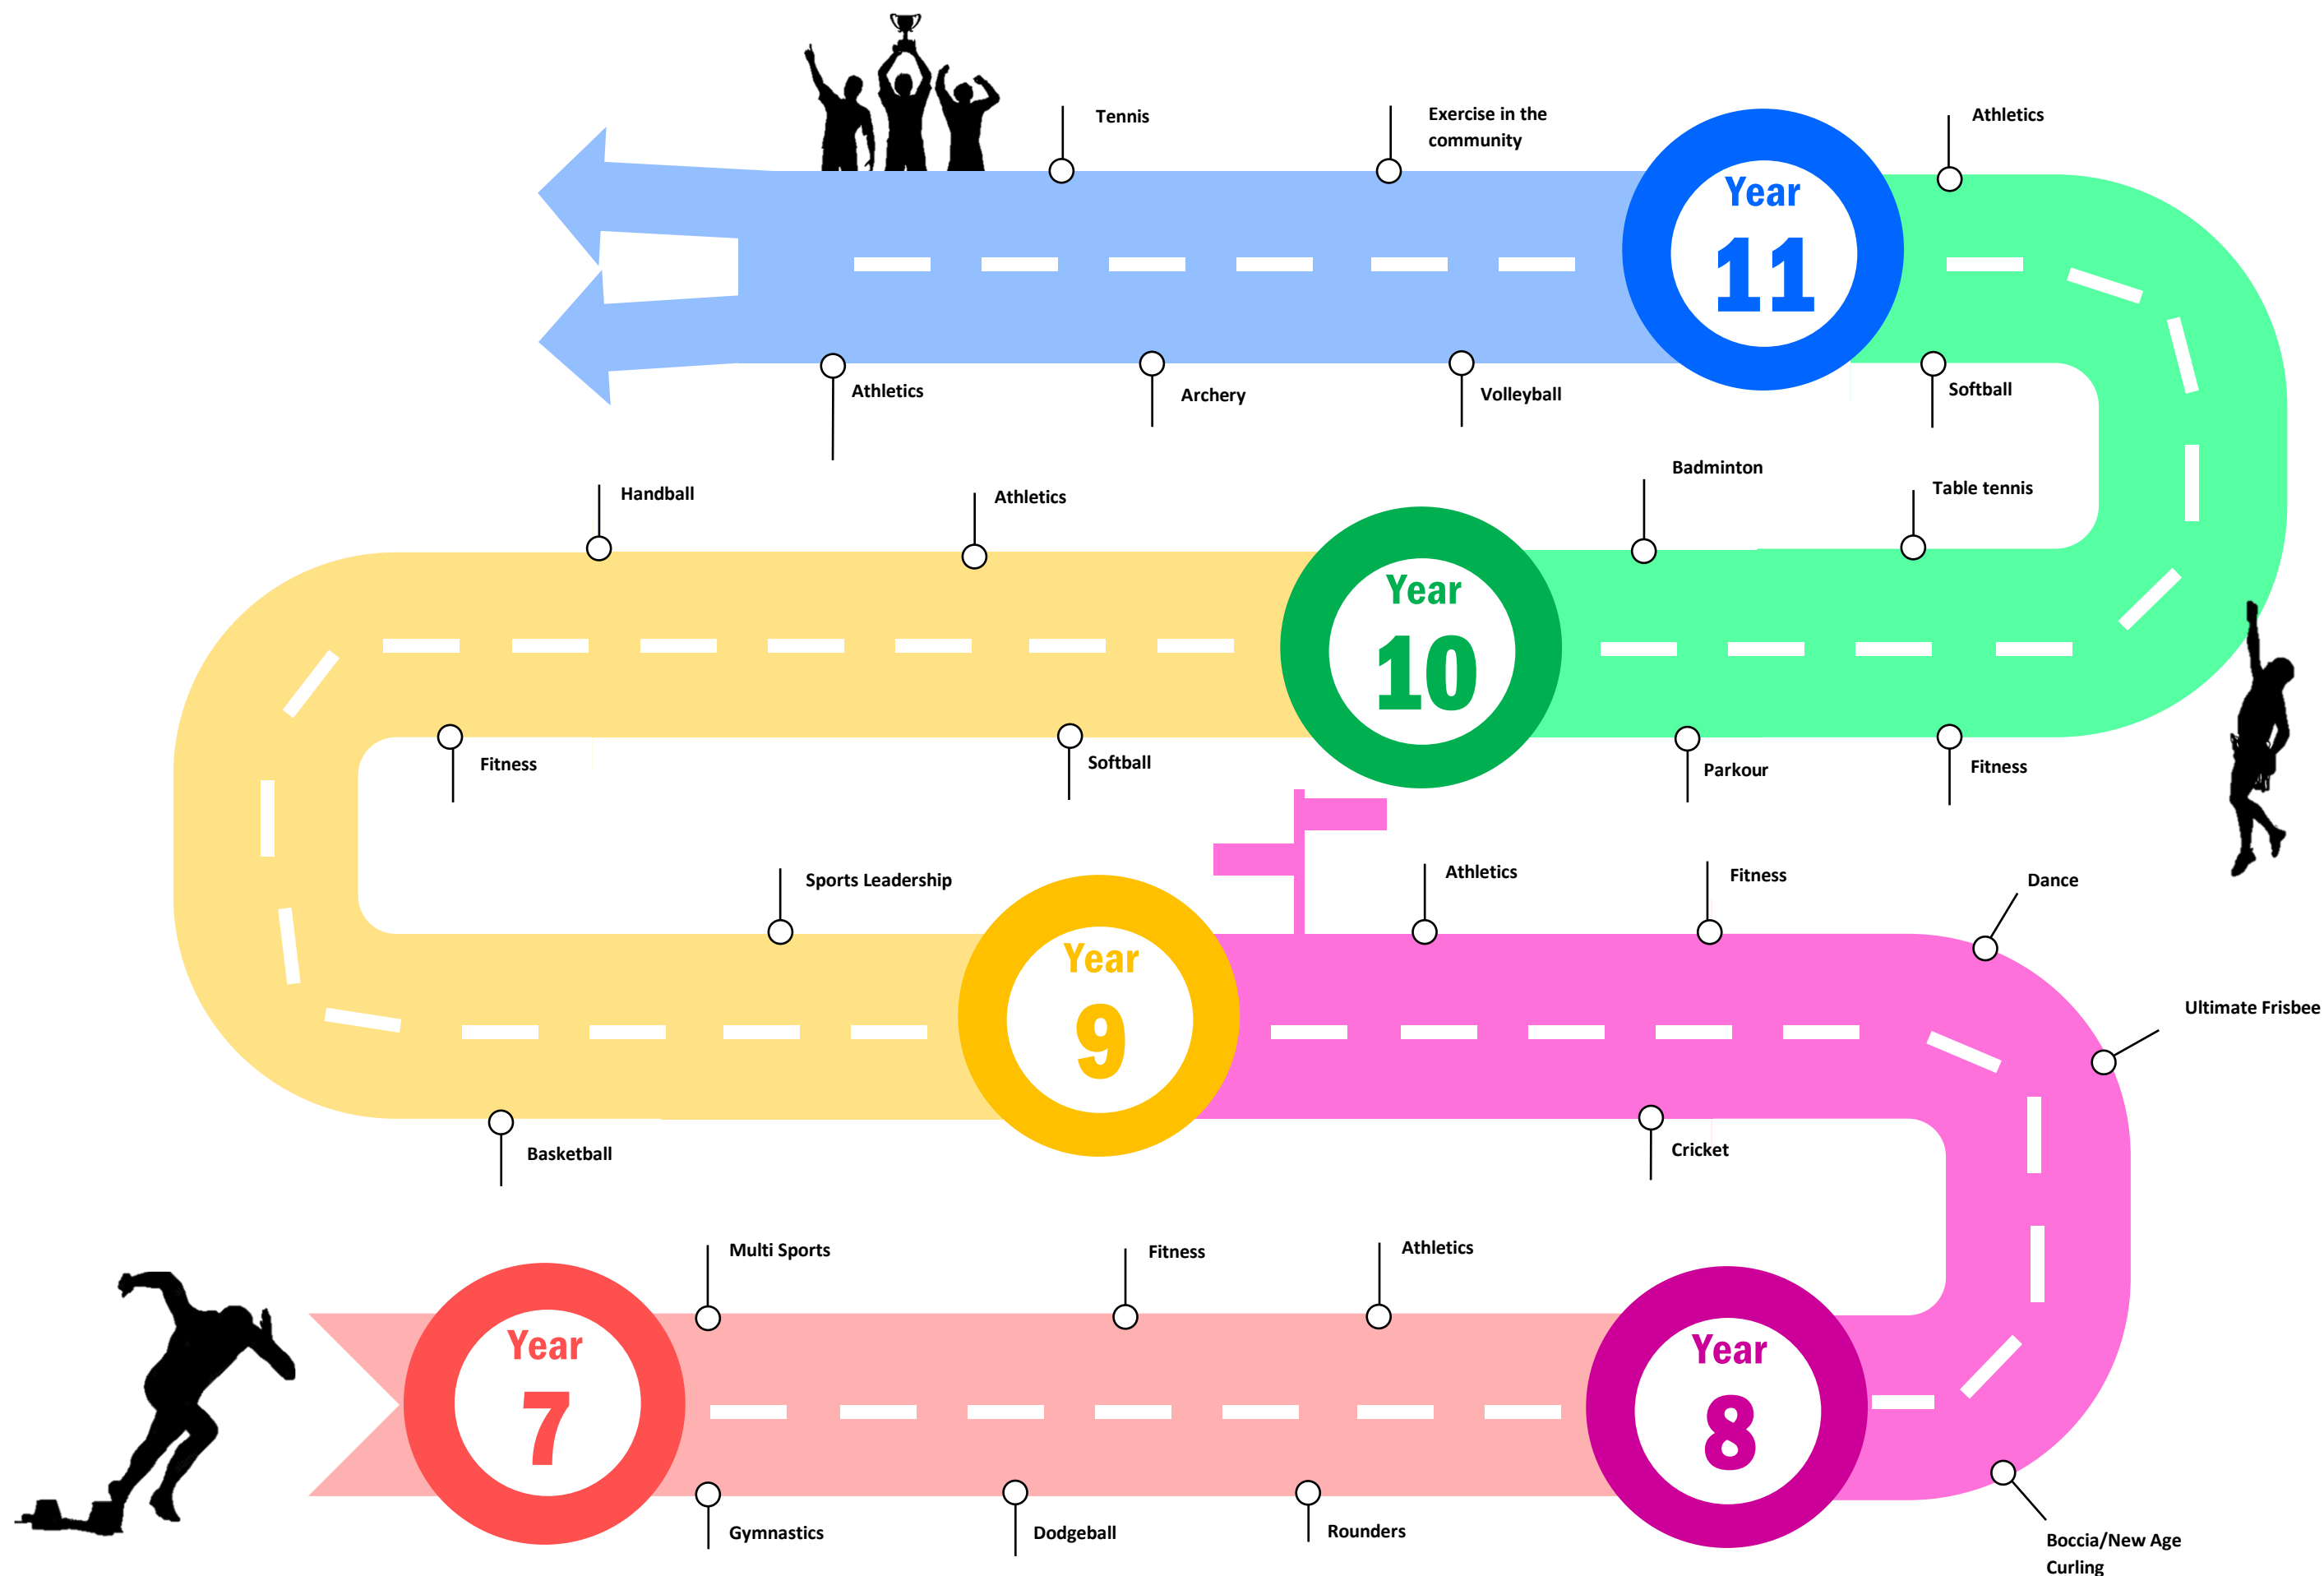 Tennis
Exercise in the
community
Athletics
Year
11
Athletics
Archery
Volleyball
Softball
Handball
Athletics
Badminton
Table tennis
Year
10
Fitness
Softball
Parkour
Fitness
Sports Leadership
Athletics
Fitness
Dance
Year
9
Ultimate Frisbee
Basketball
Cricket
Multi Sports
Fitness
Athletics
Year
7
Year
8
Gymnastics
Dodgeball
Rounders
Boccia/New Age
Curling